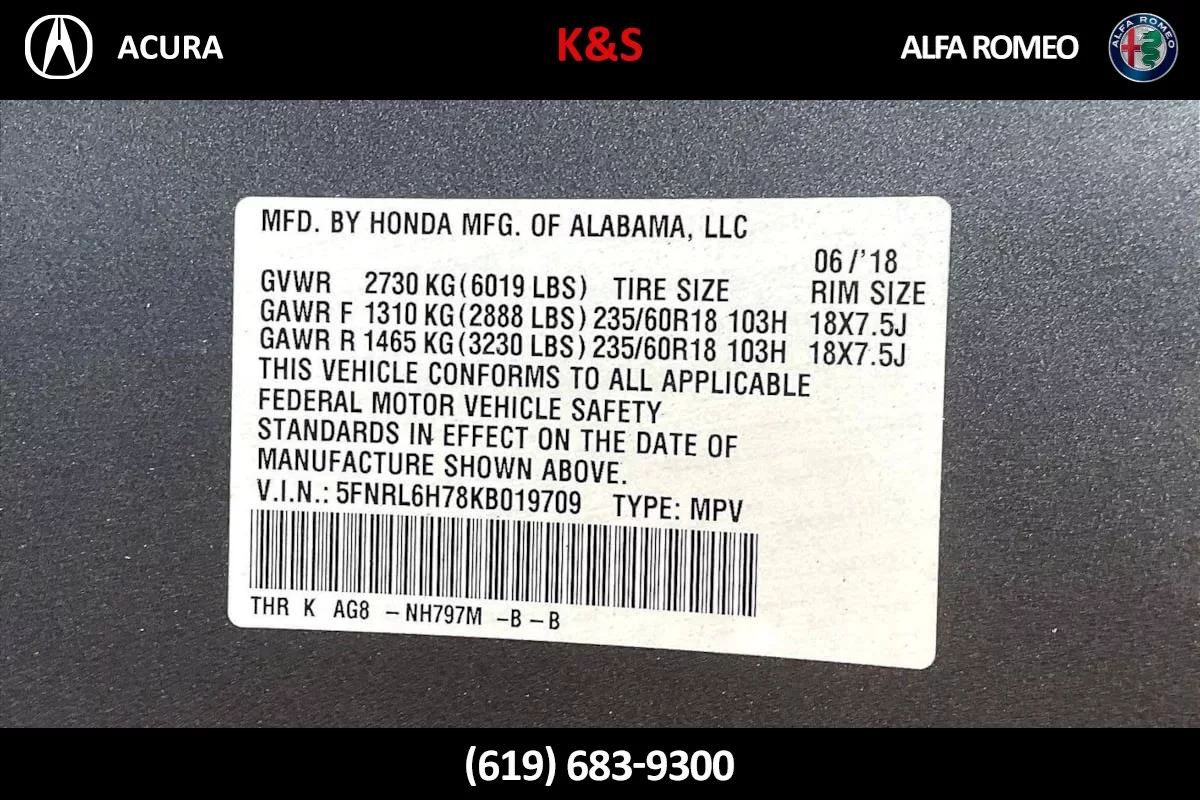 ACURA
K&S
ALFA ROMEO
ALFA ROMEO
MFD. BY HONDA MFG. OF ALABAMA, LLC
06/'18
GVWR 2730 KG (6019 LBS) TIRE SIZE RIM SIZE
GAWR F 1310 KG (2888 LBS) 235/60R18 103H 18X7.5J
GAWR R 1465 KG (3230 LBS) 235/60R18 103H 18X7.5J
THIS VEHICLE CONFORMS TO ALL APPLICABLE
FEDERAL MOTOR VEHICLE SAFETY
STANDARDS IN EFFECT ON THE DATE OF
MANUFACTURE SHOWN ABOVE.
V.I.N.: 5FNRL6H78KB019709 TYPE: MPV
THR K AG8 -NH797M -B-B
(619) 683-9300